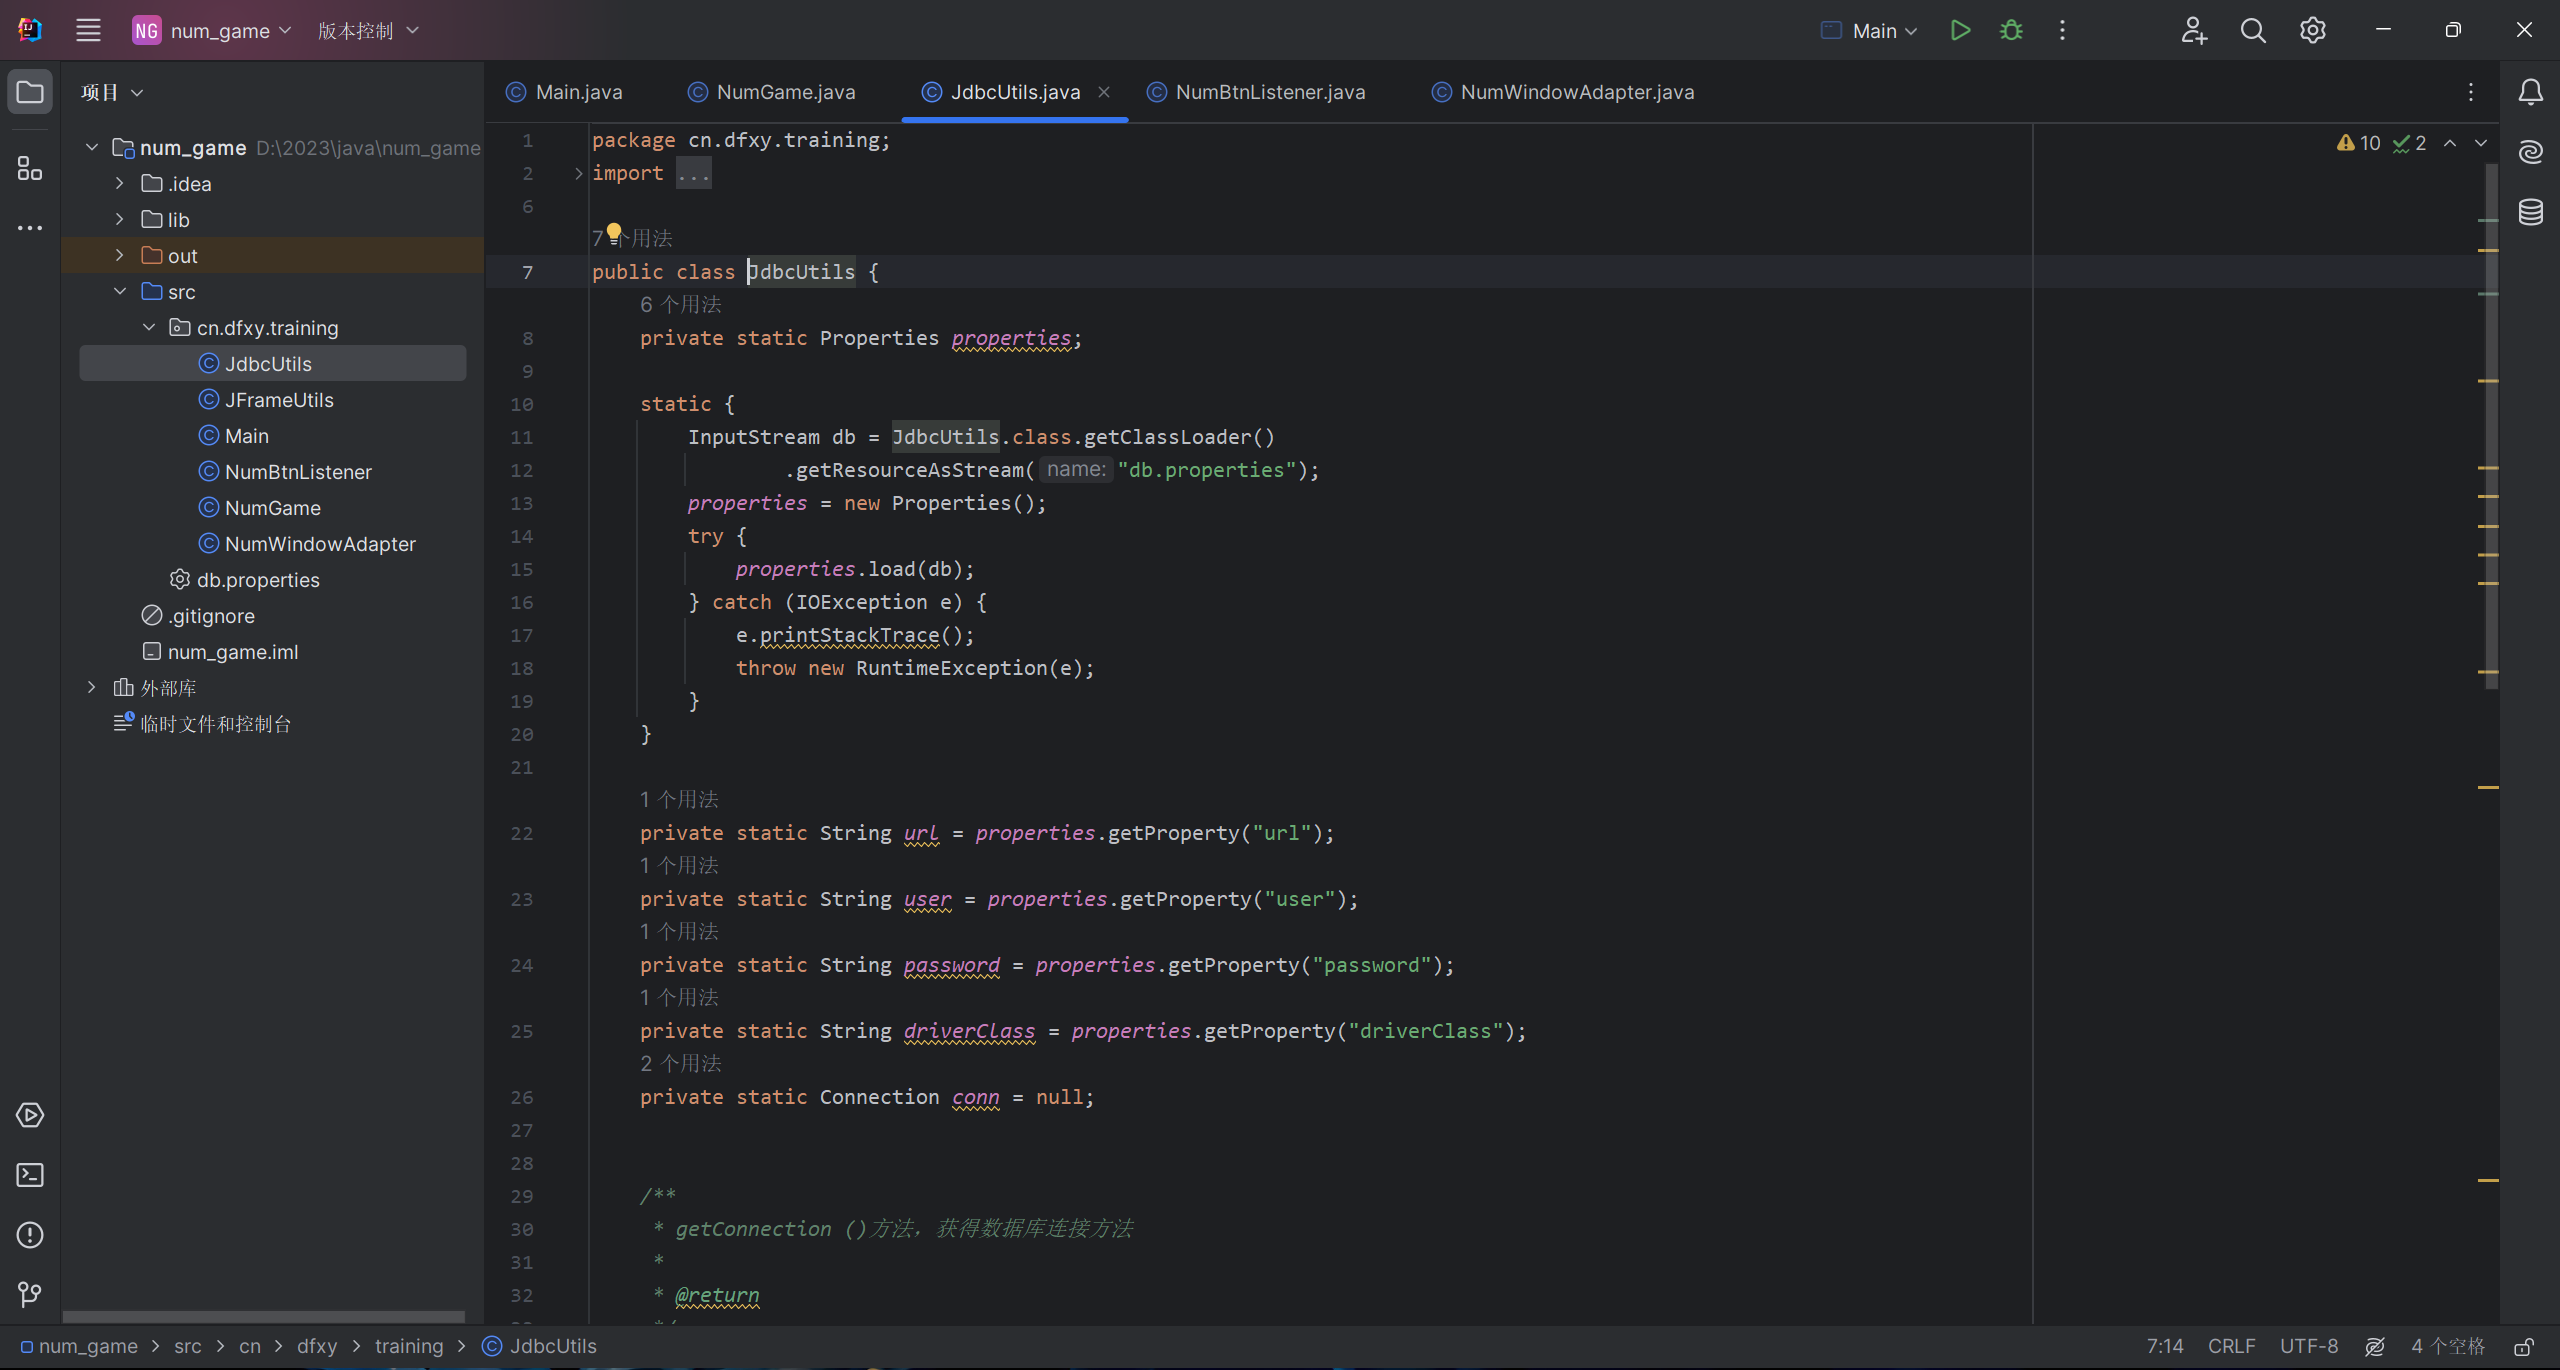 NG num_game 版本控制 Main
项目
num_game D:\2023\java\num_game
.idea
lib
out
src
cn.dfxy.training
JdbcUtils
JFrameUtils
Main
NumBtnListener
NumGame
NumWindowAdapter
db.properties
.gitignore
num_game.iml
外部库
临时文件和控制台
Main.java NumGame.java JdbcUtils.java NumBtnListener.java NumWindowAdapter.java
10 2
1 package cn.dfxy.training;
2 import ...
6
7个用法
7 public class JdbcUtils {
6 个用法
8 private static Properties properties;
9
10 static {
11 InputStream db = JdbcUtils.class.getClassLoader()
12 .getResourceAsStream( name: "db.properties");
13 properties = new Properties();
14 try {
15 properties.load(db);
16 } catch (IOException e) {
17 e.printStackTrace();
18 throw new RuntimeException(e);
19 }
20 }
21
1 个用法
22 private static String url = properties.getProperty("url");
1 个用法
23 private static String user = properties.getProperty("user");
1 个用法
24 private static String password = properties.getProperty("password");
1 个用法
25 private static String driverClass = properties.getProperty("driverClass");
2 个用法
26 private static Connection conn = null;
27
28
29 /**
30 * getConnection ()方法，获得数据库连接方法
31 *
32 * @return
num_game > src > cn > dfxy > training > JdbcUtils
7:14 CRLF UTF-8 4 个空格